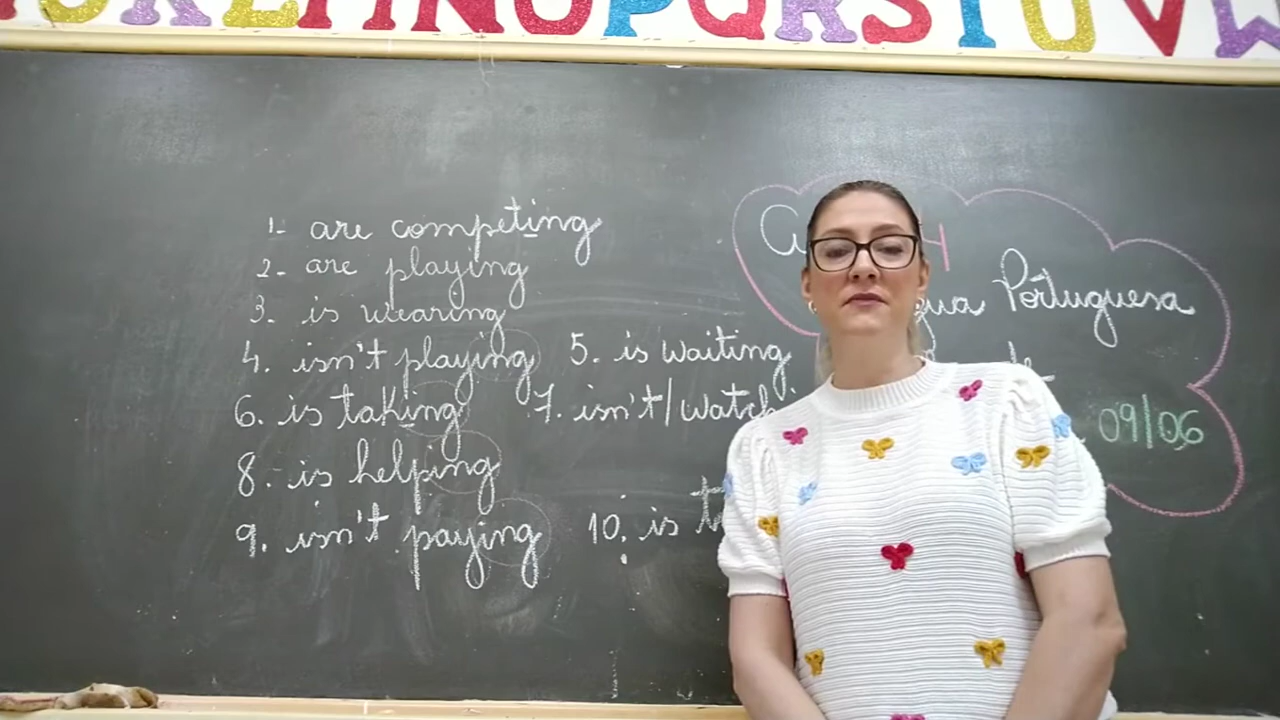 K L M N O P Q R S T U V W
1- are competing
2- are playing
3. is wearing
4. isn't playing 5. is waiting
6. is taking 7. isn't/watch
8. is helping
9. isn't paying 10. is
Portuguesa
09/06